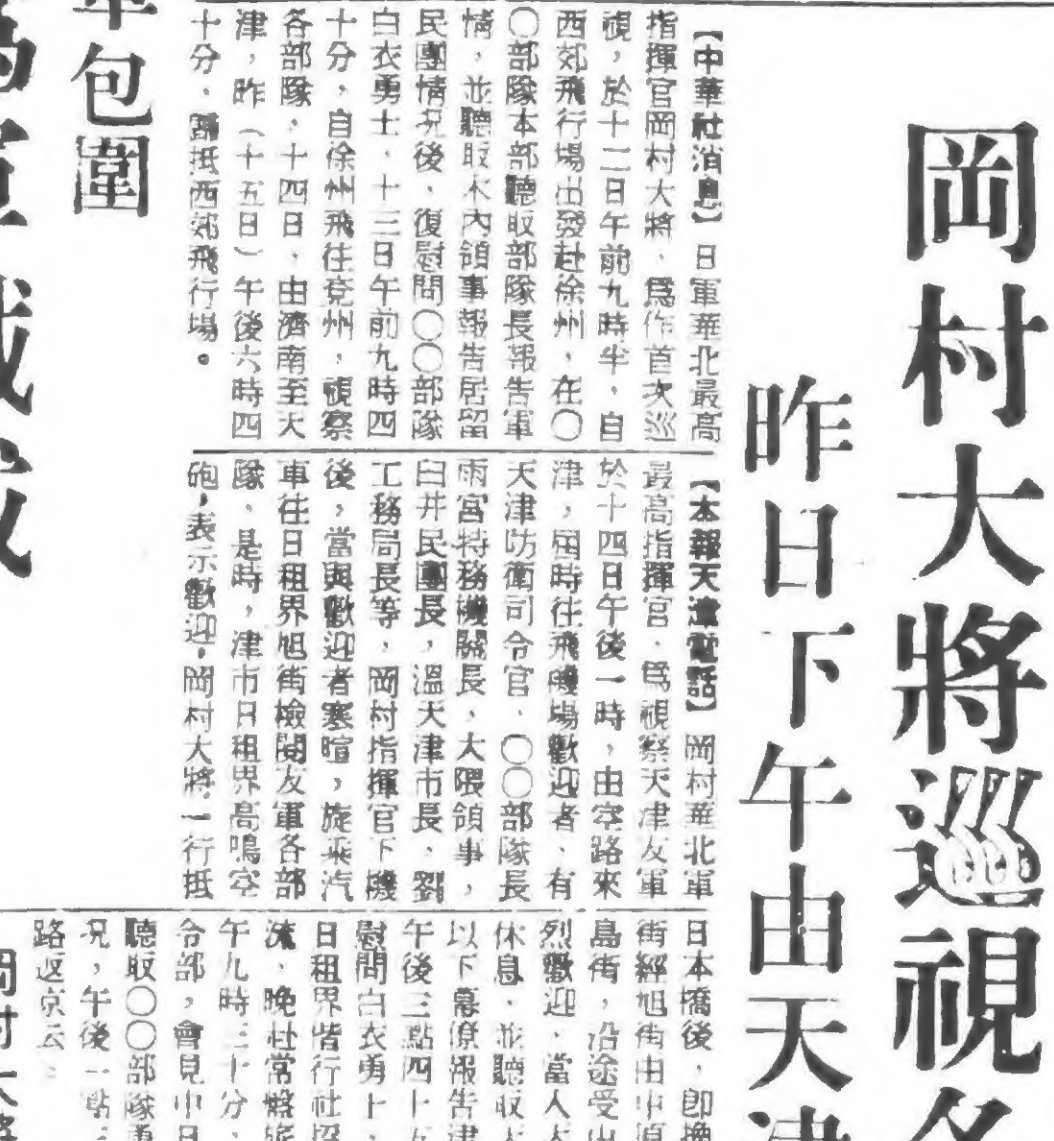 岡村大將巡視各
昨日下午由天津
【中華社消息】日軍華北最高
指揮官岡村大將、爲作首次巡
視，於十二日午前九時半，自
西郊飛行場出發赴徐州，在〇
〇部隊本部聽取部隊長報告軍
情，並聽取木內領事報告居留
民團情况後、復慰問〇〇部隊
白衣勇士、十三日午前九時四
十分，自徐州飛往兗州，視察
各部隊，十四日、由濟南至天
津，昨（十五日）午後六時四
十分、歸抵西郊飛行場。
【本報天津電話】岡村華北軍
最高指揮官、爲視察天津友軍
於十四日午後一時，由空路來
津，屆時往飛機場歡迎者、有
天津防衛司令官、〇〇部隊長
雨宮特務機關長，大隈領事，
臼井民團長，溫天津市長、劉
工務局長等，岡村指揮官下機
後，當與歡迎者寒暄，旋乘汽
車往日租界旭街檢閱友軍各部
隊、是時，津市日租界高鳴空
砲，表示歡迎，岡村大將一行抵
日本橋後，卽換
街經旭街由中原
島街，沿途受
烈歡迎、當人
休息、並聽取
以下幕僚報告津
午後三點四十五
慰問白衣勇士、
日租界偕行社
流、晚赴常盤旅
午九時三十分、
令部，會見中日
聽取〇〇部隊
况，午後一點
路返京云。
岡村大將
包圍